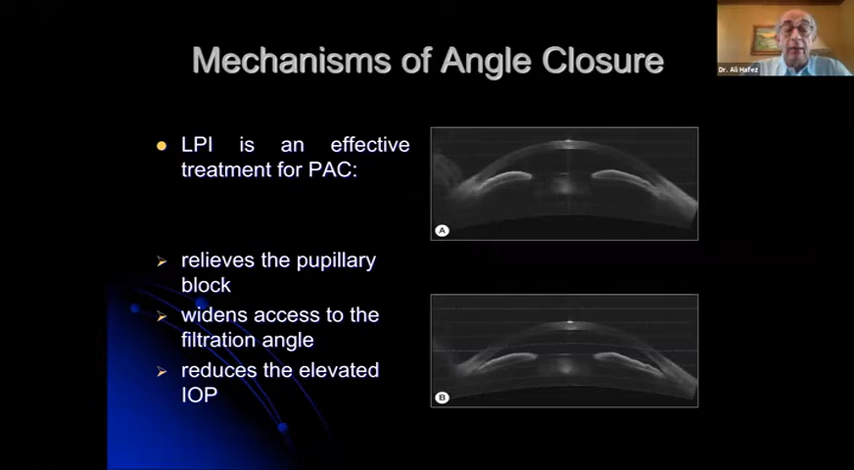 Mechanisms of Angle Closure
Dr. Ali Hafez
LPI is an effective
treatment for PAC:
relieves the pupillary
block
widens access to the
filtration angle
reduces the elevated
IOP
A
B